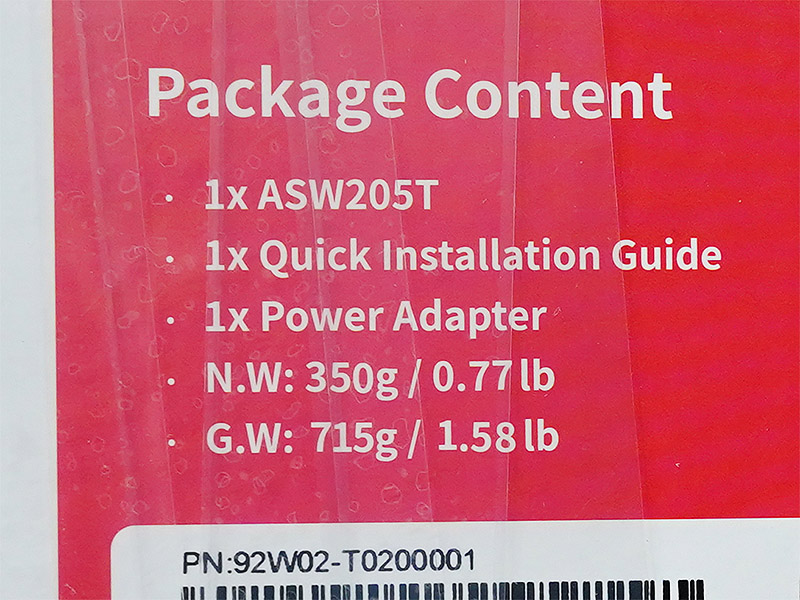 Package Content
· 1x ASW205T
· 1x Quick Installation Guide
· 1x Power Adapter
· N.W: 350g / 0.77 lb
· G.W: 715g / 1.58 lb
PN:92W02-T0200001